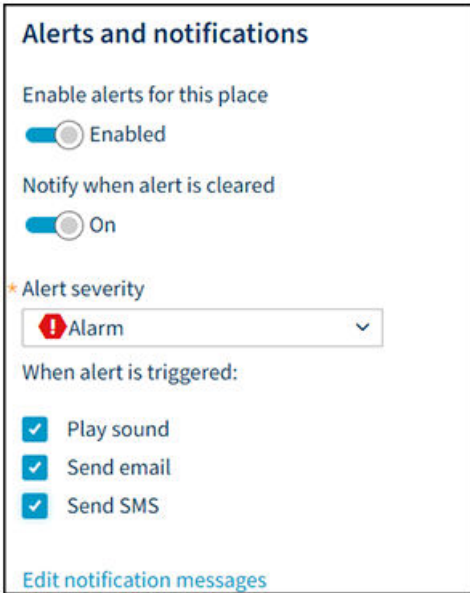 Alerts and notifications
Enable alerts for this place
Enabled
Notify when alert is cleared
On
* Alert severity
Alarm
When alert is triggered:
Play sound
Send email
Send SMS
Edit notification messages